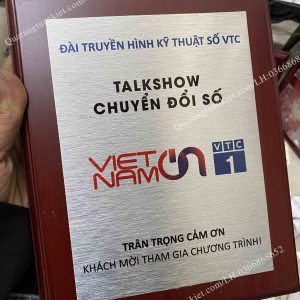 ĐÀI TRUYỀN HÌNH KỸ THUẬT SỐ VTC
TALKSHOW
CHUYỂN ĐỔI SỐ
VIET
NAM ON
VTC
1
TRÂN TRỌNG CẢM ƠN
KHÁCH MỜI THAM GIA CHƯƠNG TRÌNH!